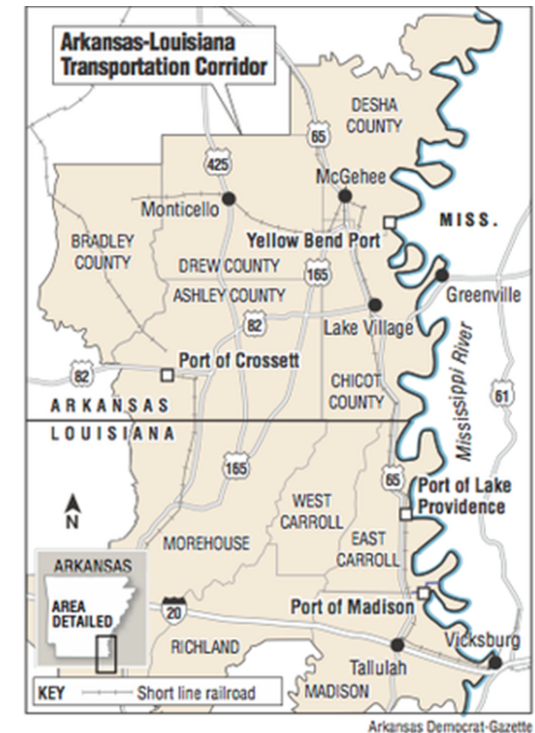 Arkansas-Louisiana
Transportation Corridor
DESHA
COUNTY
65
425
McGehee
Monticello
MISS.
Yellow Bend Port
BRADLEY
COUNTY
DREW COUNTY
165
Greenville
ASHLEY COUNTY
82
Lake Village
Mississippi River
Port of Crossett
82
CHICOT
COUNTY
61
ARKANSAS
LOUISIANA
165
65
Port of Lake
Providence
N
WEST
CARROLL
MOREHOUSE
EAST
CARROLL
ARKANSAS
AREA
DETAILED
20
Port of Madison
RICHLAND
Vicksburg
Tallulah
KEY Short line railroad
MADISON
Arkansas Democrat-Gazette